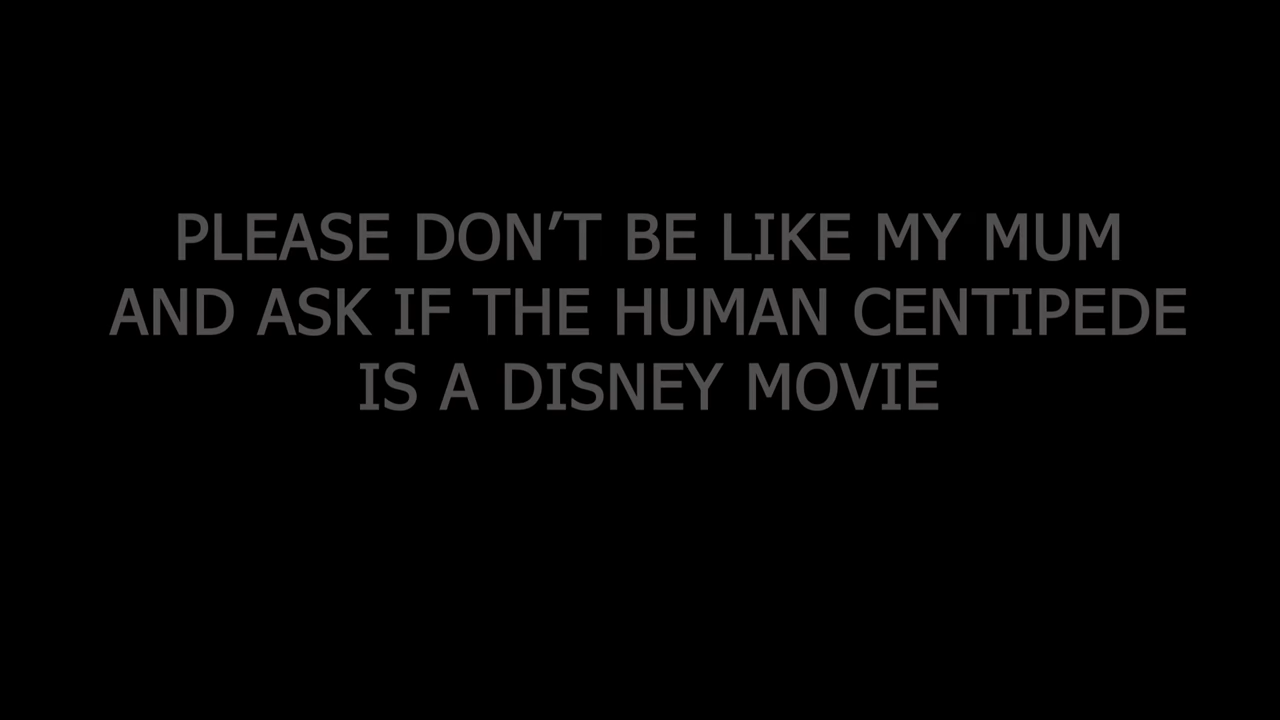 PLEASE DON’T BE LIKE MY MUM
AND ASK IF THE HUMAN CENTIPEDE
IS A DISNEY MOVIE